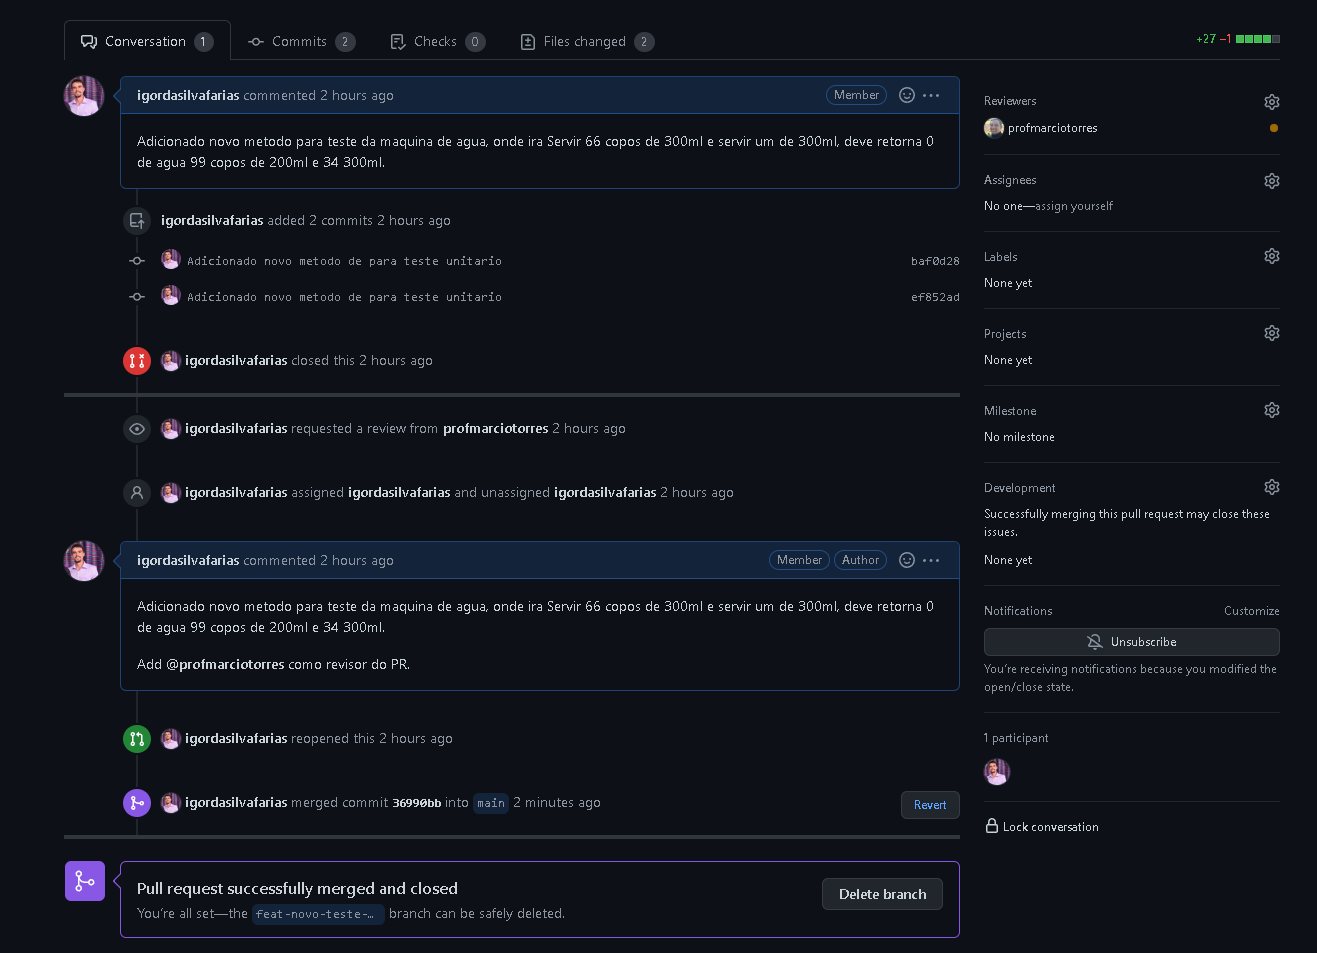 Conversation 1 Commits 2 Checks 0 Files changed 2 +27 −1
igordasilvafarias commented 2 hours ago Member
Adicionado novo metodo para teste da maquina de agua, onde ira Servir 66 copos de 300ml e servir um de 300ml, deve retorna 0
de agua 99 copos de 200ml e 34 300ml.
igordasilvafarias added 2 commits 2 hours ago
Adicionado novo metodo de para teste unitario baf0d28
Adicionado novo metodo de para teste unitario ef852ad
igordasilvafarias closed this 2 hours ago
igordasilvafarias requested a review from profmarciotorres 2 hours ago
igordasilvafarias assigned igordasilvafarias and unassigned igordasilvafarias 2 hours ago
igordasilvafarias commented 2 hours ago Member Author
Adicionado novo metodo para teste da maquina de agua, onde ira Servir 66 copos de 300ml e servir um de 300ml, deve retorna 0
de agua 99 copos de 200ml e 34 300ml.
Add @profmarciotorres como revisor do PR.
igordasilvafarias reopened this 2 hours ago
igordasilvafarias merged commit 36990bb into main 2 minutes ago Revert
Pull request successfully merged and closed
You're all set—the feat-novo-teste-… branch can be safely deleted.
Delete branch
Reviewers
profmarciotorres
Assignees
No one—assign yourself
Labels
None yet
Projects
None yet
Milestone
No milestone
Development
Successfully merging this pull request may close these
issues.
None yet
Notifications Customize
Unsubscribe
You're receiving notifications because you modified the
open/close state.
1 participant
Lock conversation